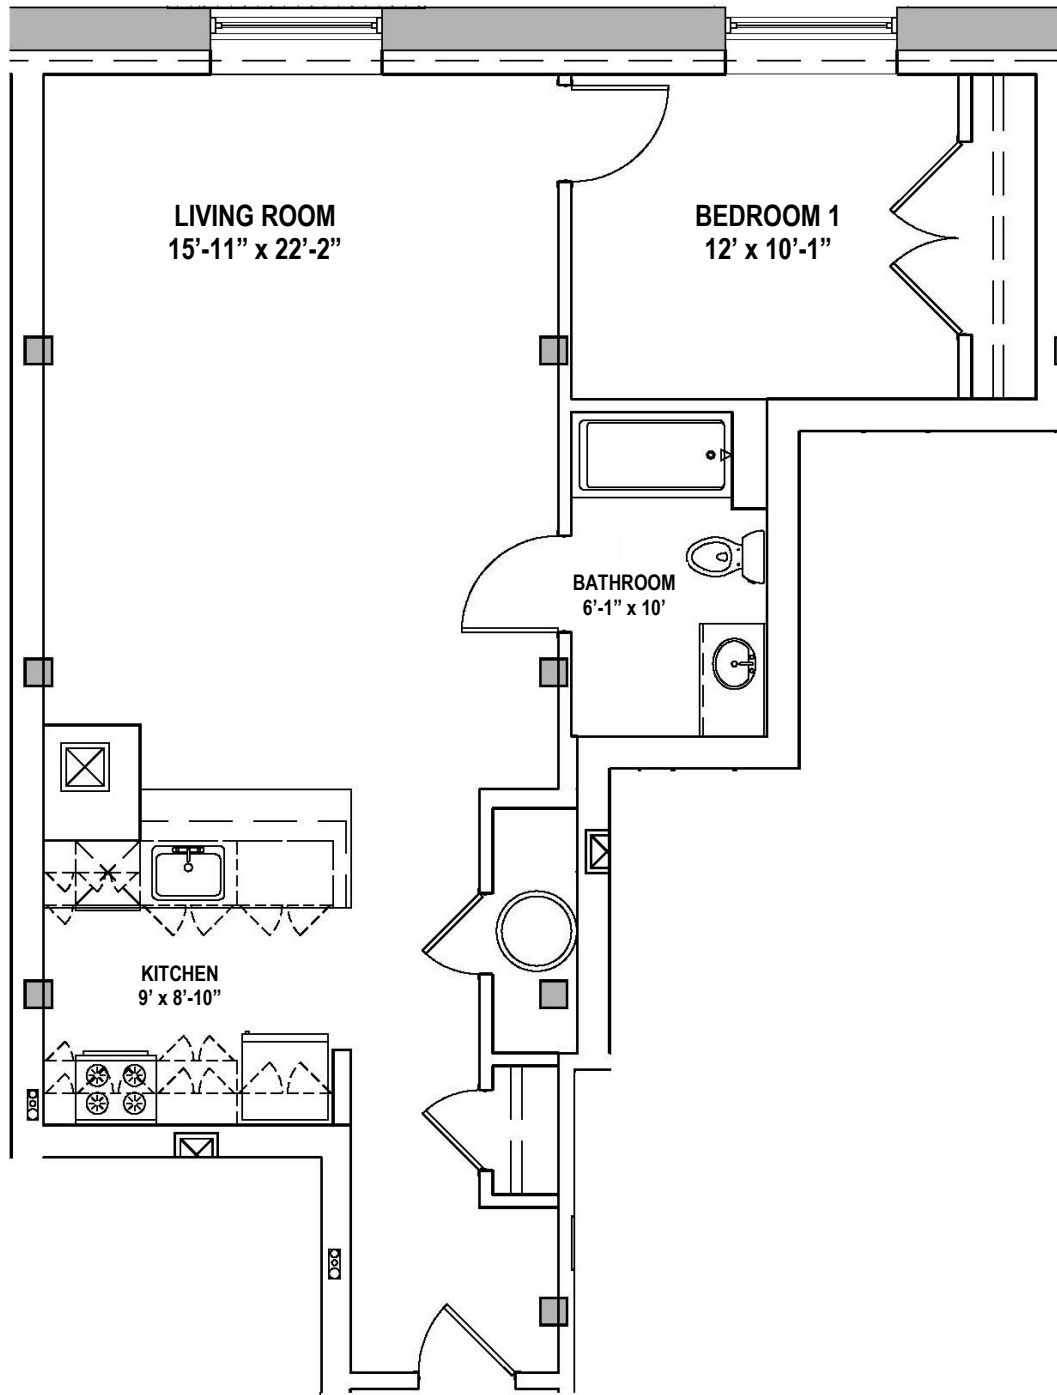 LIVING ROOM
15’-11” x 22’-2”
BEDROOM 1
12’ x 10’-1”
BATHROOM
6’-1” x 10’
KITCHEN
9’ x 8’-10”